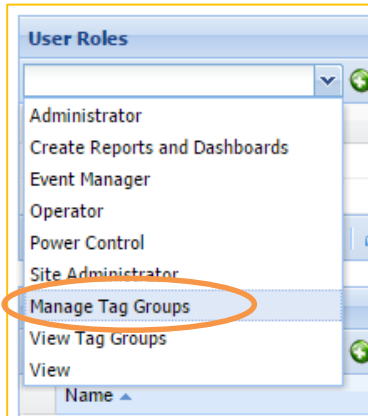 User Roles
Administrator
Create Reports and Dashboards
Event Manager
Operator
Power Control
Site Administrator
Manage Tag Groups
View Tag Groups
View
Name